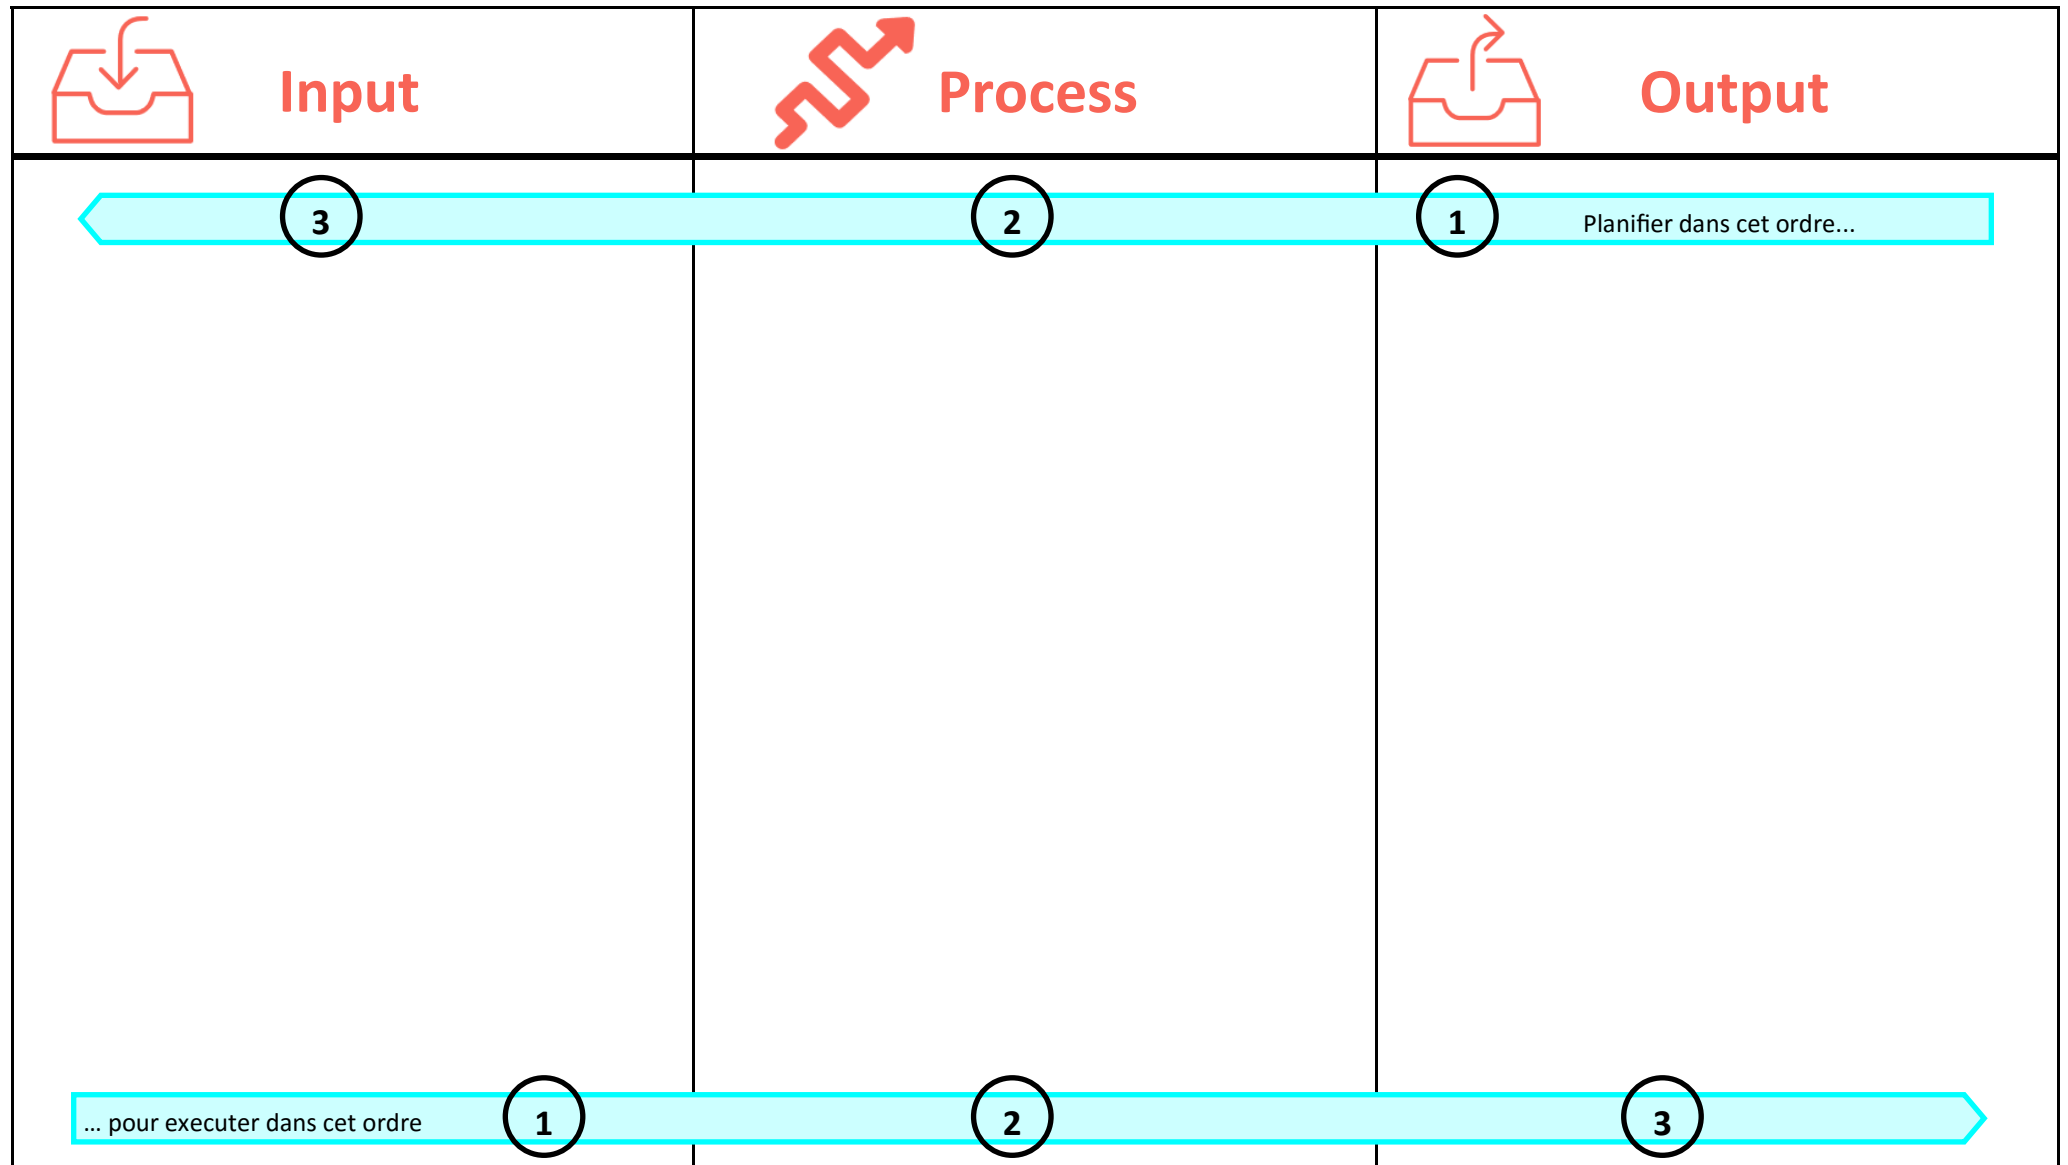 Input
Process
Output
3
2
1
Planifier dans cet ordre...
... pour executer dans cet ordre
1
2
3